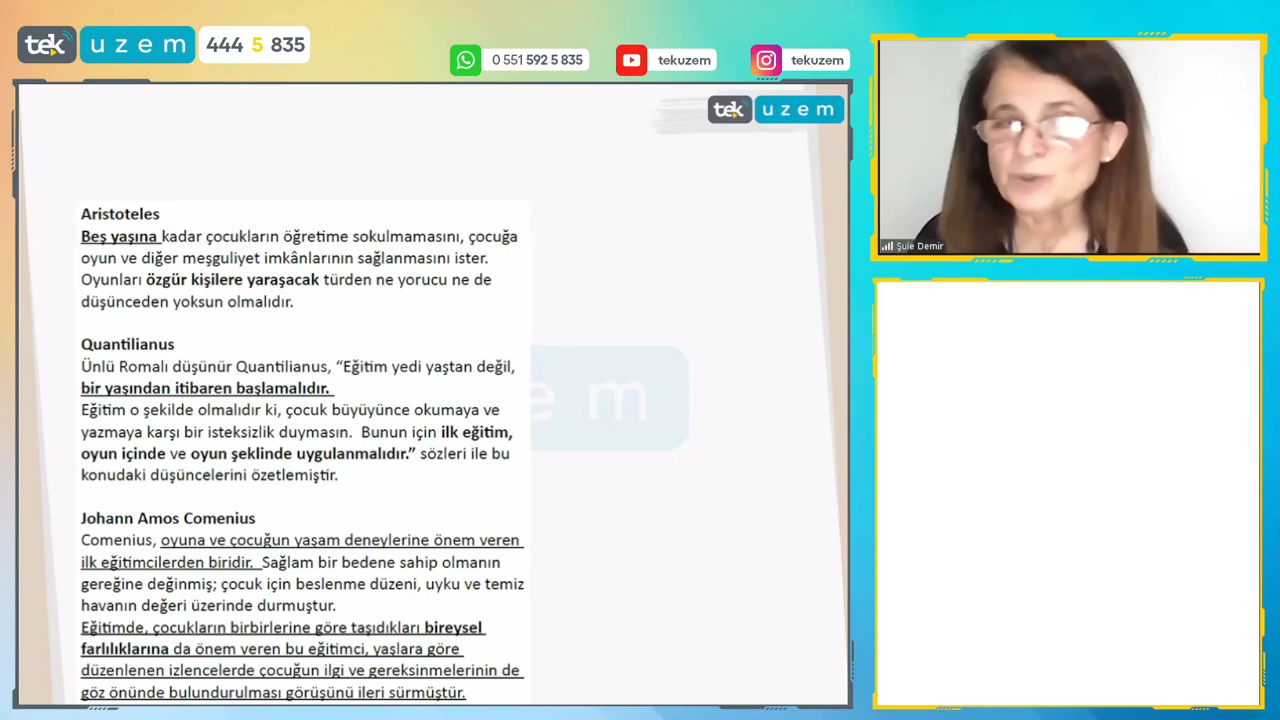 tek uzem 444 5 835
0 551 592 5 835
tekuzem
tekuzem
tek uzem
Aristoteles
Beş yaşına kadar çocukların öğretime sokulmamasını, çocuğa
oyun ve diğer meşguliyet imkânlarının sağlanmasını ister.
Oyunları özgür kişilere yaraşacak türden ne yorucu ne de
düşünceden yoksun olmalıdır.
Quantilianus
Ünlü Romalı düşünür Quantilianus, “Eğitim yedi yaştan değil,
bir yaşından itibaren başlamalıdır.
Eğitim o şekilde olmalıdır ki, çocuk büyüyünce okumaya ve
yazmaya karşı bir isteksizlik duymasın. Bunun için ilk eğitim,
oyun içinde ve oyun şeklinde uygulanmalıdır.” sözleri ile bu
konudaki düşüncelerini özetlemiştir.
Johann Amos Comenius
Comenius, oyuna ve çocuğun yaşam deneylerine önem veren
ilk eğitimcilerden biridir. Sağlam bir bedene sahip olmanın
gereğine değinmiş; çocuk için beslenme düzeni, uyku ve temiz
havanın değeri üzerinde durmuştur.
Eğitimde, çocukların birbirlerine göre taşıdıkları bireysel
farlılıklarına da önem veren bu eğitimci, yaşlara göre
düzenlenen izlencelerde çocuğun ilgi ve gereksinmelerinin de
göz önünde bulundurulması görüşünü ileri sürmüştür.
e m
Şule Demir